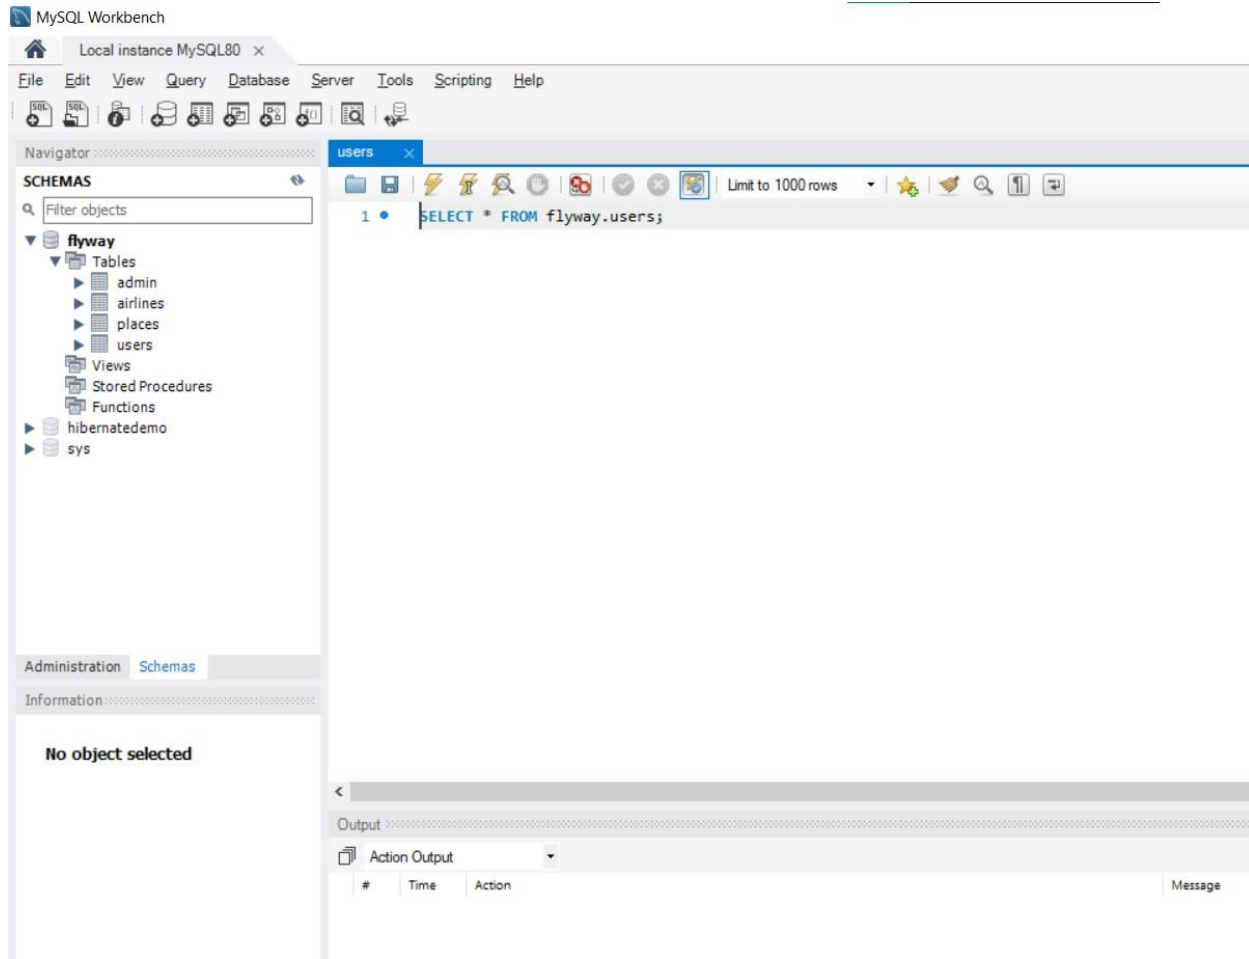 MySQL Workbench
Local instance MySQL80
File Edit View Query Database Server Tools Scripting Help
Navigator
SCHEMAS
Filter objects
flyway
Tables
admin
airlines
places
users
Views
Stored Procedures
Functions
hibernatedemo
sys
Administration Schemas
Information
No object selected
users
Limit to 1000 rows
1 SELECT * FROM flyway.users;
Output
Action Output
# Time Action Message